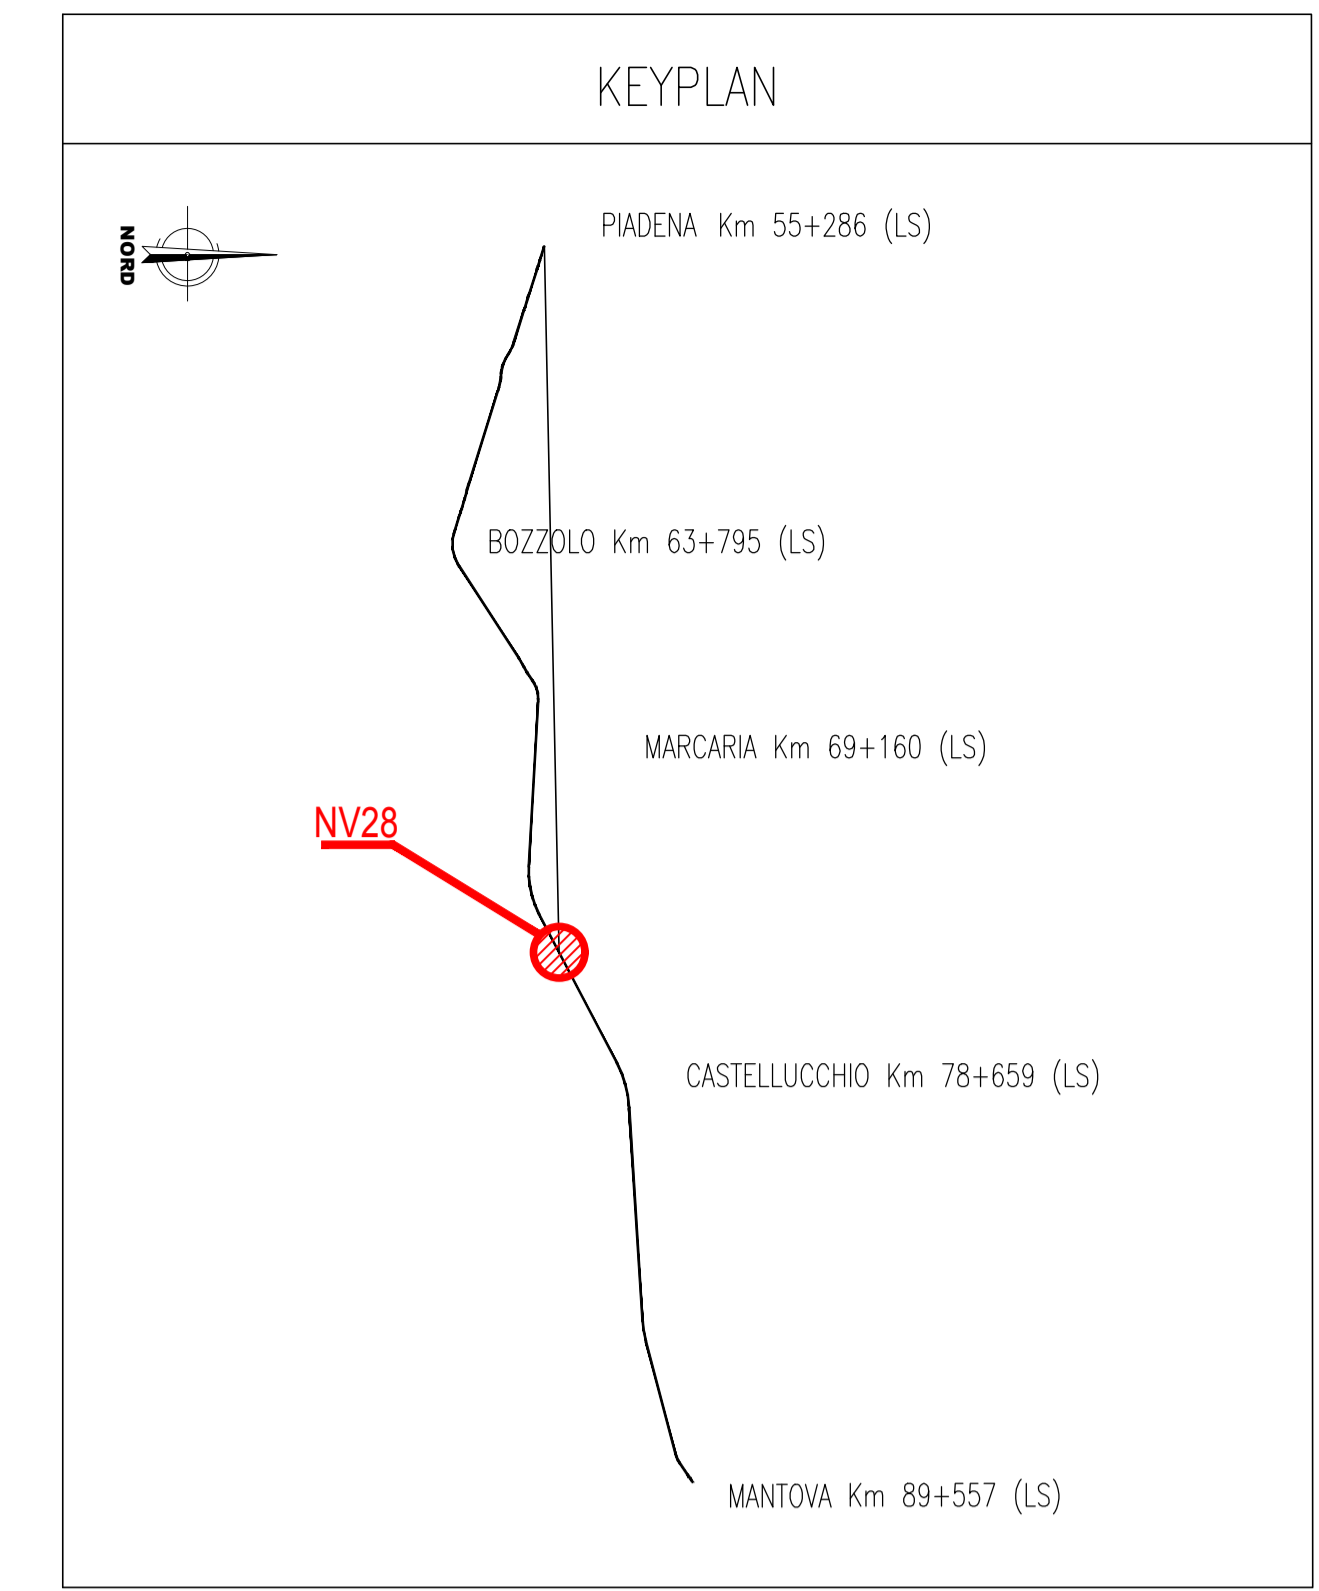 KEYPLAN
NORD
PIADENA Km 55+286 (LS)
BOZZOLO Km 63+795 (LS)
MARCARIA Km 69+160 (LS)
NV28
CASTELLUCCHIO Km 78+659 (LS)
MANTOVA Km 89+557 (LS)